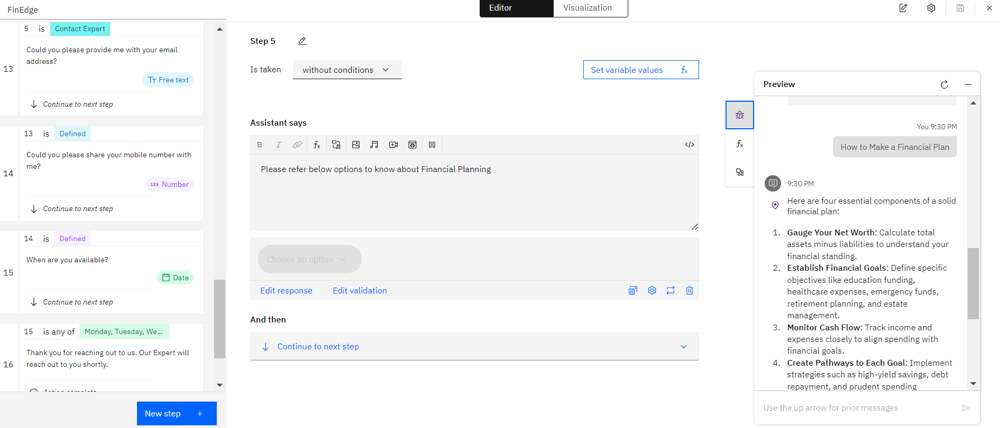 FinEdge
Editor
Visualization
5 is Contact Expert
13
Could you please provide me with your email
address?
Free text
Continue to next step
13 is Defined
14
Could you please share your mobile number with
me?
123 Number
Continue to next step
14 is Defined
15
When are you available?
Date
Continue to next step
15 is any of Monday, Tuesday, We...
16
Thank you for reaching out to us. Our Expert will
reach out to you shortly.
Action complete
New step +
Step 5
Is taken without conditions
Set variable values fx
Assistant says
B I fx </>
Please refer below options to know about Financial Planning
Choose an option
Edit response Edit validation
And then
Continue to next step
fx
Preview
You 9:30 PM
How to Make a Financial Plan
9:30 PM
Here are four essential components of a solid
financial plan:
1. Gauge Your Net Worth: Calculate total
assets minus liabilities to understand your
financial standing.
2. Establish Financial Goals: Define specific
objectives like education funding,
healthcare expenses, emergency funds,
retirement planning, and estate
management.
3. Monitor Cash Flow: Track income and
expenses closely to align spending with
financial goals.
4. Create Pathways to Each Goal: Implement
strategies such as high-yield savings, debt
repayment, and prudent spending
Use the up arrow for prior messages